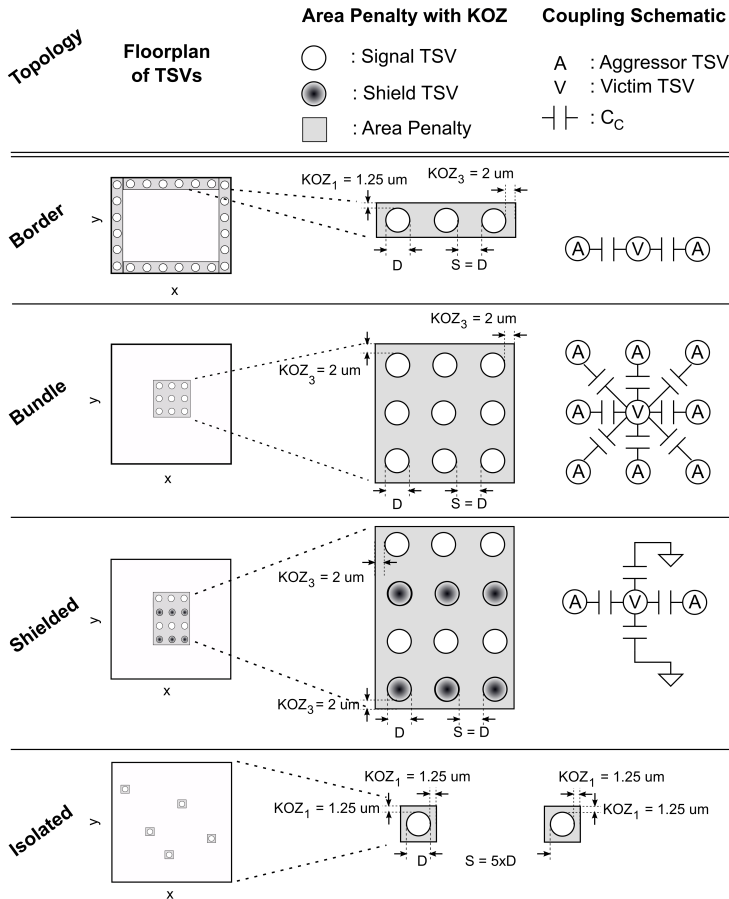 Topology
Floorplan
of TSVs
Area Penalty with KOZ
: Signal TSV
: Shield TSV
: Area Penalty
Coupling Schematic
A : Aggressor TSV
V : Victim TSV
: C_C
Border
y
x
KOZ_1 = 1.25 um
KOZ_3 = 2 um
D
S = D
A V A
Bundle
y
x
KOZ_3 = 2 um
KOZ_3 = 2 um
D
S = D
A A A
A V A
A A A
Shielded
y
x
KOZ_3 = 2 um
KOZ_3 = 2 um
D
S = D
A V A
Isolated
y
x
KOZ_1 = 1.25 um
KOZ_1 = 1.25 um
D
S = 5xD
KOZ_1 = 1.25 um
KOZ_1 = 1.25 um